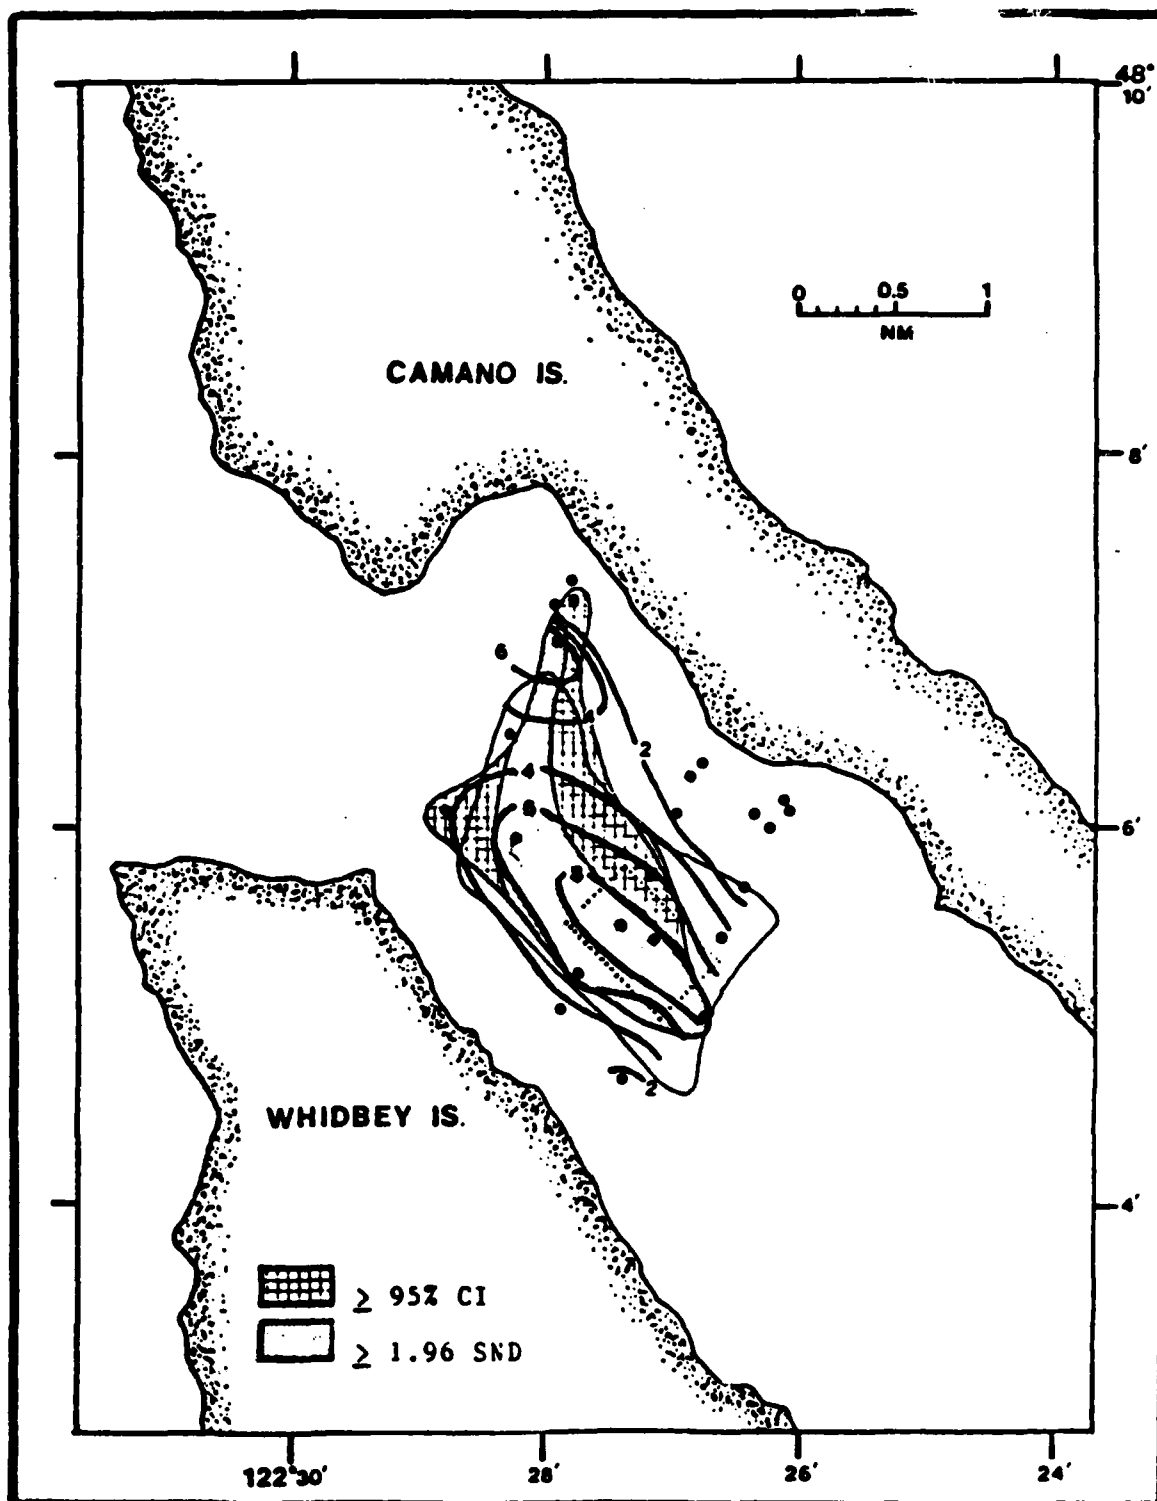 48°
10'
0 0.5 1
NM
CAMANO IS.
8'
6
4
2
4
6'
2
WHIDBEY IS.
4'
≥ 95% CI
≥ 1.96 SND
122°30' 28' 26' 24'